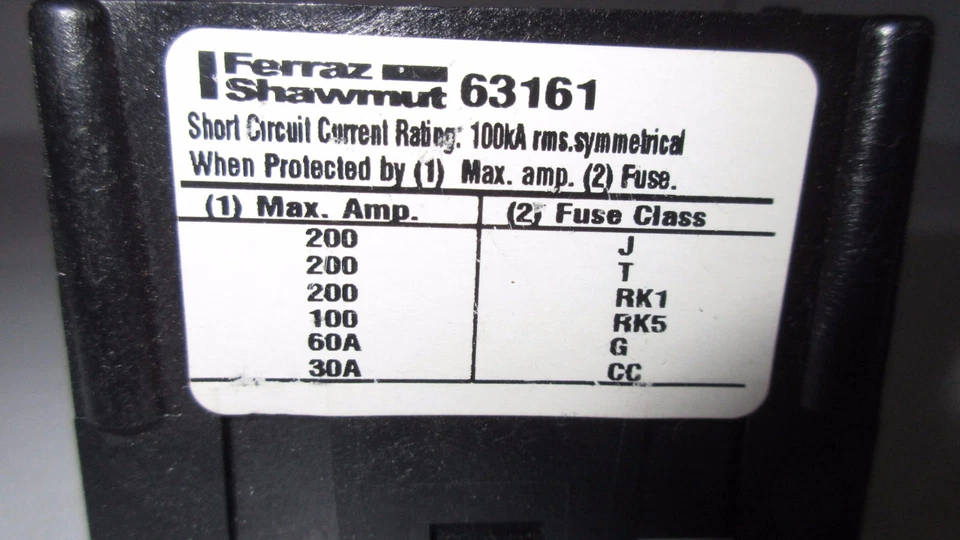 Ferraz
Shawmut 63161
Short Circuit Current Rating: 100kA rms.symmetrical
When Protected by (1) Max. amp. (2) Fuse.
(1) Max. Amp. (2) Fuse Class
200 J
200 T
200 RK1
100 RK5
60A G
30A CC